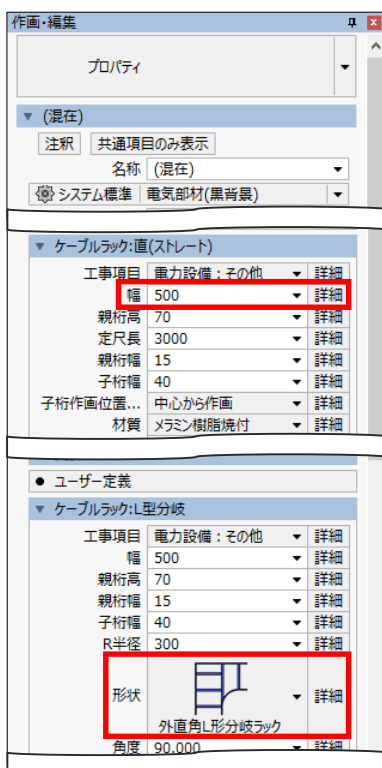 作画・編集
プロパティ
(混在)
注釈 共通項目のみ表示
名称 (混在)
システム標準 電気部材(黒背景)
ケーブルラック:直(ストレート)
工事項目 電力設備：その他 詳細
幅 500 詳細
親桁高 70 詳細
定尺長 3000 詳細
親桁幅 15 詳細
子桁幅 40 詳細
子桁作画位置... 中心から作画 詳細
材質 メラミン樹脂焼付 詳細
ユーザー定義
ケーブルラック:L型分岐
工事項目 電力設備：その他 詳細
幅 500 詳細
親桁高 70 詳細
親桁幅 15 詳細
子桁幅 40 詳細
R半径 300 詳細
形状 外直角L形分岐ラック 詳細
角度 90.000 詳細